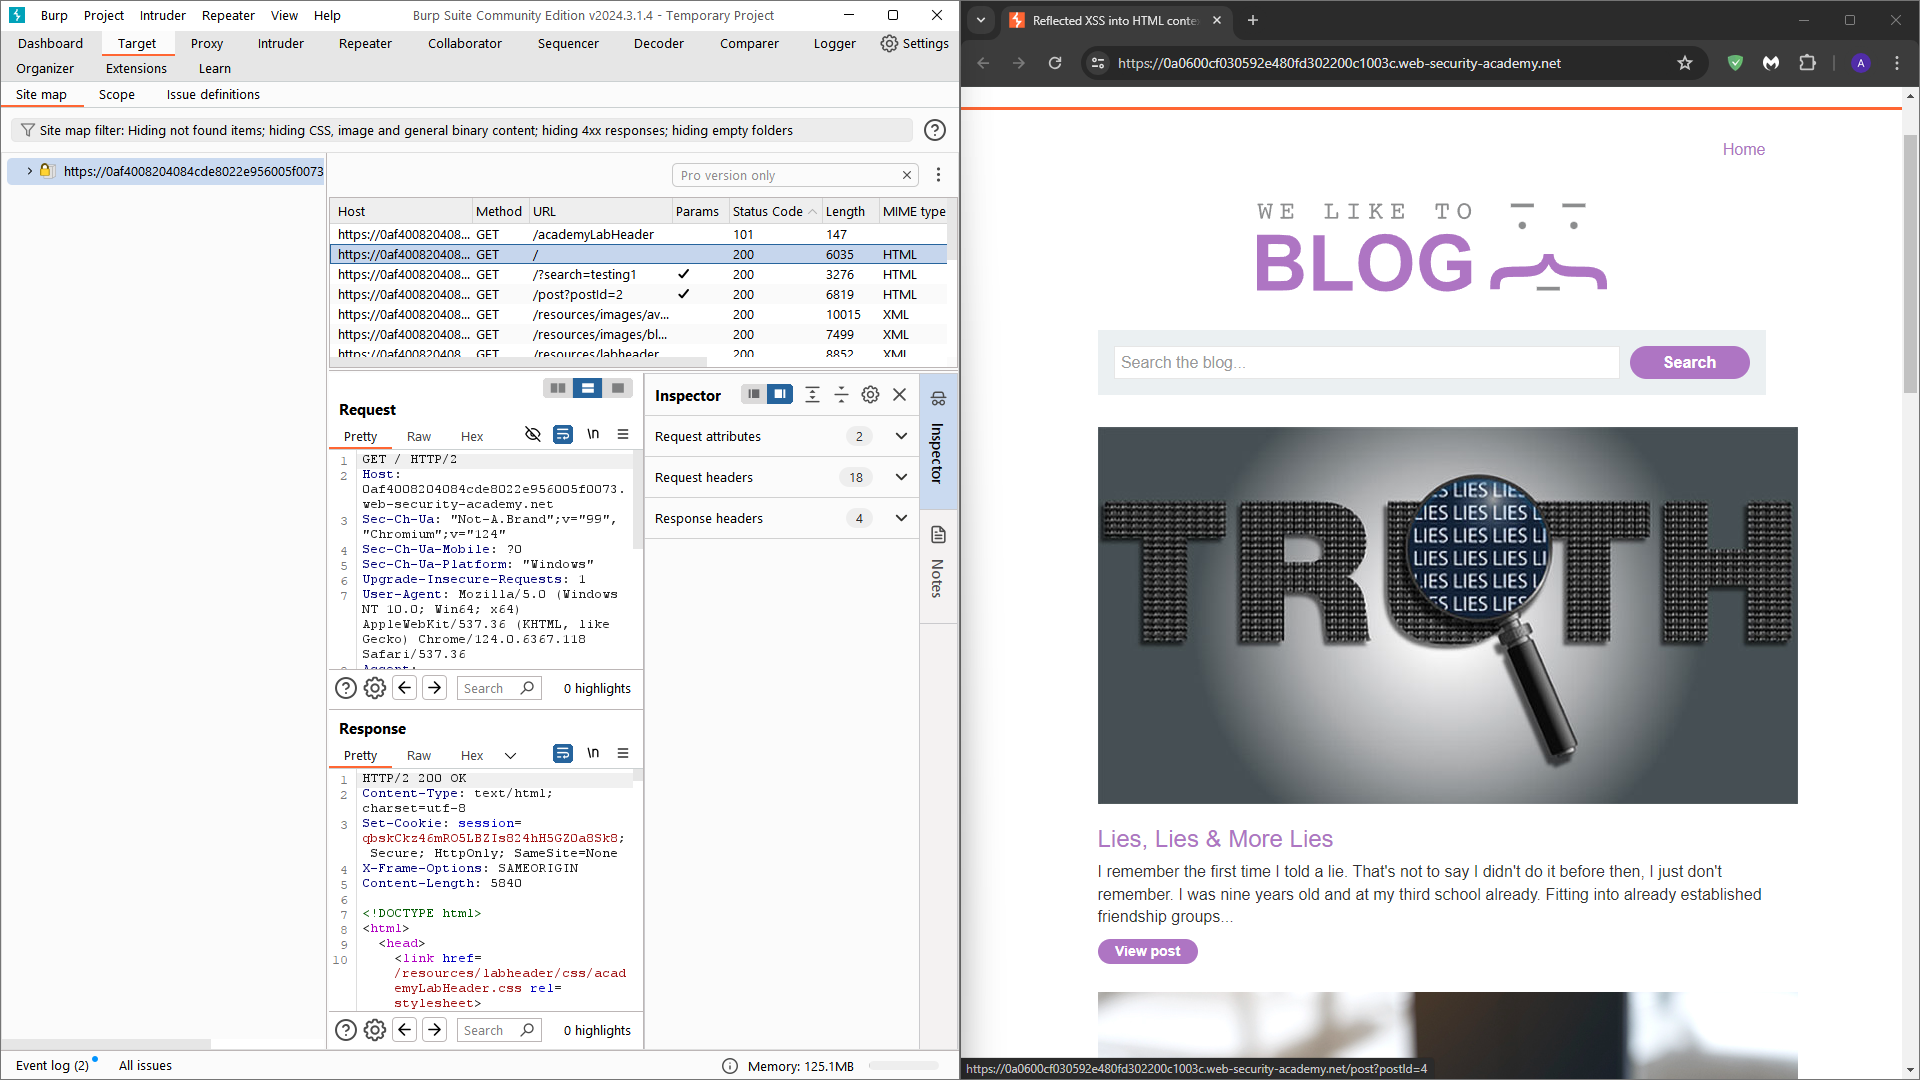 Burp Project Intruder Repeater View Help Burp Suite Community Edition v2024.3.1.4 - Temporary Project
Dashboard Target Proxy Intruder Repeater Collaborator Sequencer Decoder Comparer Logger Settings
Organizer Extensions Learn
Site map Scope Issue definitions
Site map filter: Hiding not found items; hiding CSS, image and general binary content; hiding 4xx responses; hiding empty folders
https://0af4008204084cde8022e956005f0073
Pro version only
Host Method URL Params Status Code Length MIME type
https://0af400820408... GET /academyLabHeader 101 147
https://0af400820408... GET / 200 6035 HTML
https://0af400820408... GET /?search=testing1 ✓ 200 3276 HTML
https://0af400820408... GET /post?postId=2 ✓ 200 6819 HTML
https://0af400820408... GET /resources/images/av... 200 10015 XML
https://0af400820408... GET /resources/images/bl... 200 7499 XML
https://0af400820408... GET /resources/labheader 200 8852 XML
Request
Pretty Raw Hex \n
1 GET / HTTP/2
2 Host:
0af4008204084cde8022e956005f0073.
web-security-academy.net
3 Sec-Ch-Ua: "Not-A.Brand";v="99",
"Chromium";v="124"
4 Sec-Ch-Ua-Mobile: ?0
5 Sec-Ch-Ua-Platform: "Windows"
6 Upgrade-Insecure-Requests: 1
7 User-Agent: Mozilla/5.0 (Windows
NT 10.0; Win64; x64)
AppleWebKit/537.36 (KHTML, like
Gecko) Chrome/124.0.6367.118
Safari/537.36
Accept:
Search 0 highlights
Response
Pretty Raw Hex \n
1 HTTP/2 200 OK
2 Content-Type: text/html;
charset=utf-8
3 Set-Cookie: session=
qbskCkz46mRO5LBZIs824hH5GZ0a8Sk8;
Secure; HttpOnly; SameSite=None
4 X-Frame-Options: SAMEORIGIN
5 Content-Length: 5840
6
7 <!DOCTYPE html>
8 <html>
9 <head>
10 <link href=
/resources/labheader/css/acad
emyLabHeader.css rel=
stylesheet>
Search 0 highlights
Inspector
Request attributes 2
Request headers 18
Response headers 4
Inspector
Notes
Event log (2) All issues Memory: 125.1MB
Reflected XSS into HTML conte
https://0a0600cf030592e480fd302200c1003c.web-security-academy.net
A
Home
WE LIKE TO
BLOG
Search the blog...
Search
TRUTH
LIES LIES LIES
Lies, Lies & More Lies
I remember the first time I told a lie. That's not to say I didn't do it before then, I just don't
remember. I was nine years old and at my third school already. Fitting into already established
friendship groups...
View post
https://0a0600cf030592e480fd302200c1003c.web-security-academy.net/post?postId=4